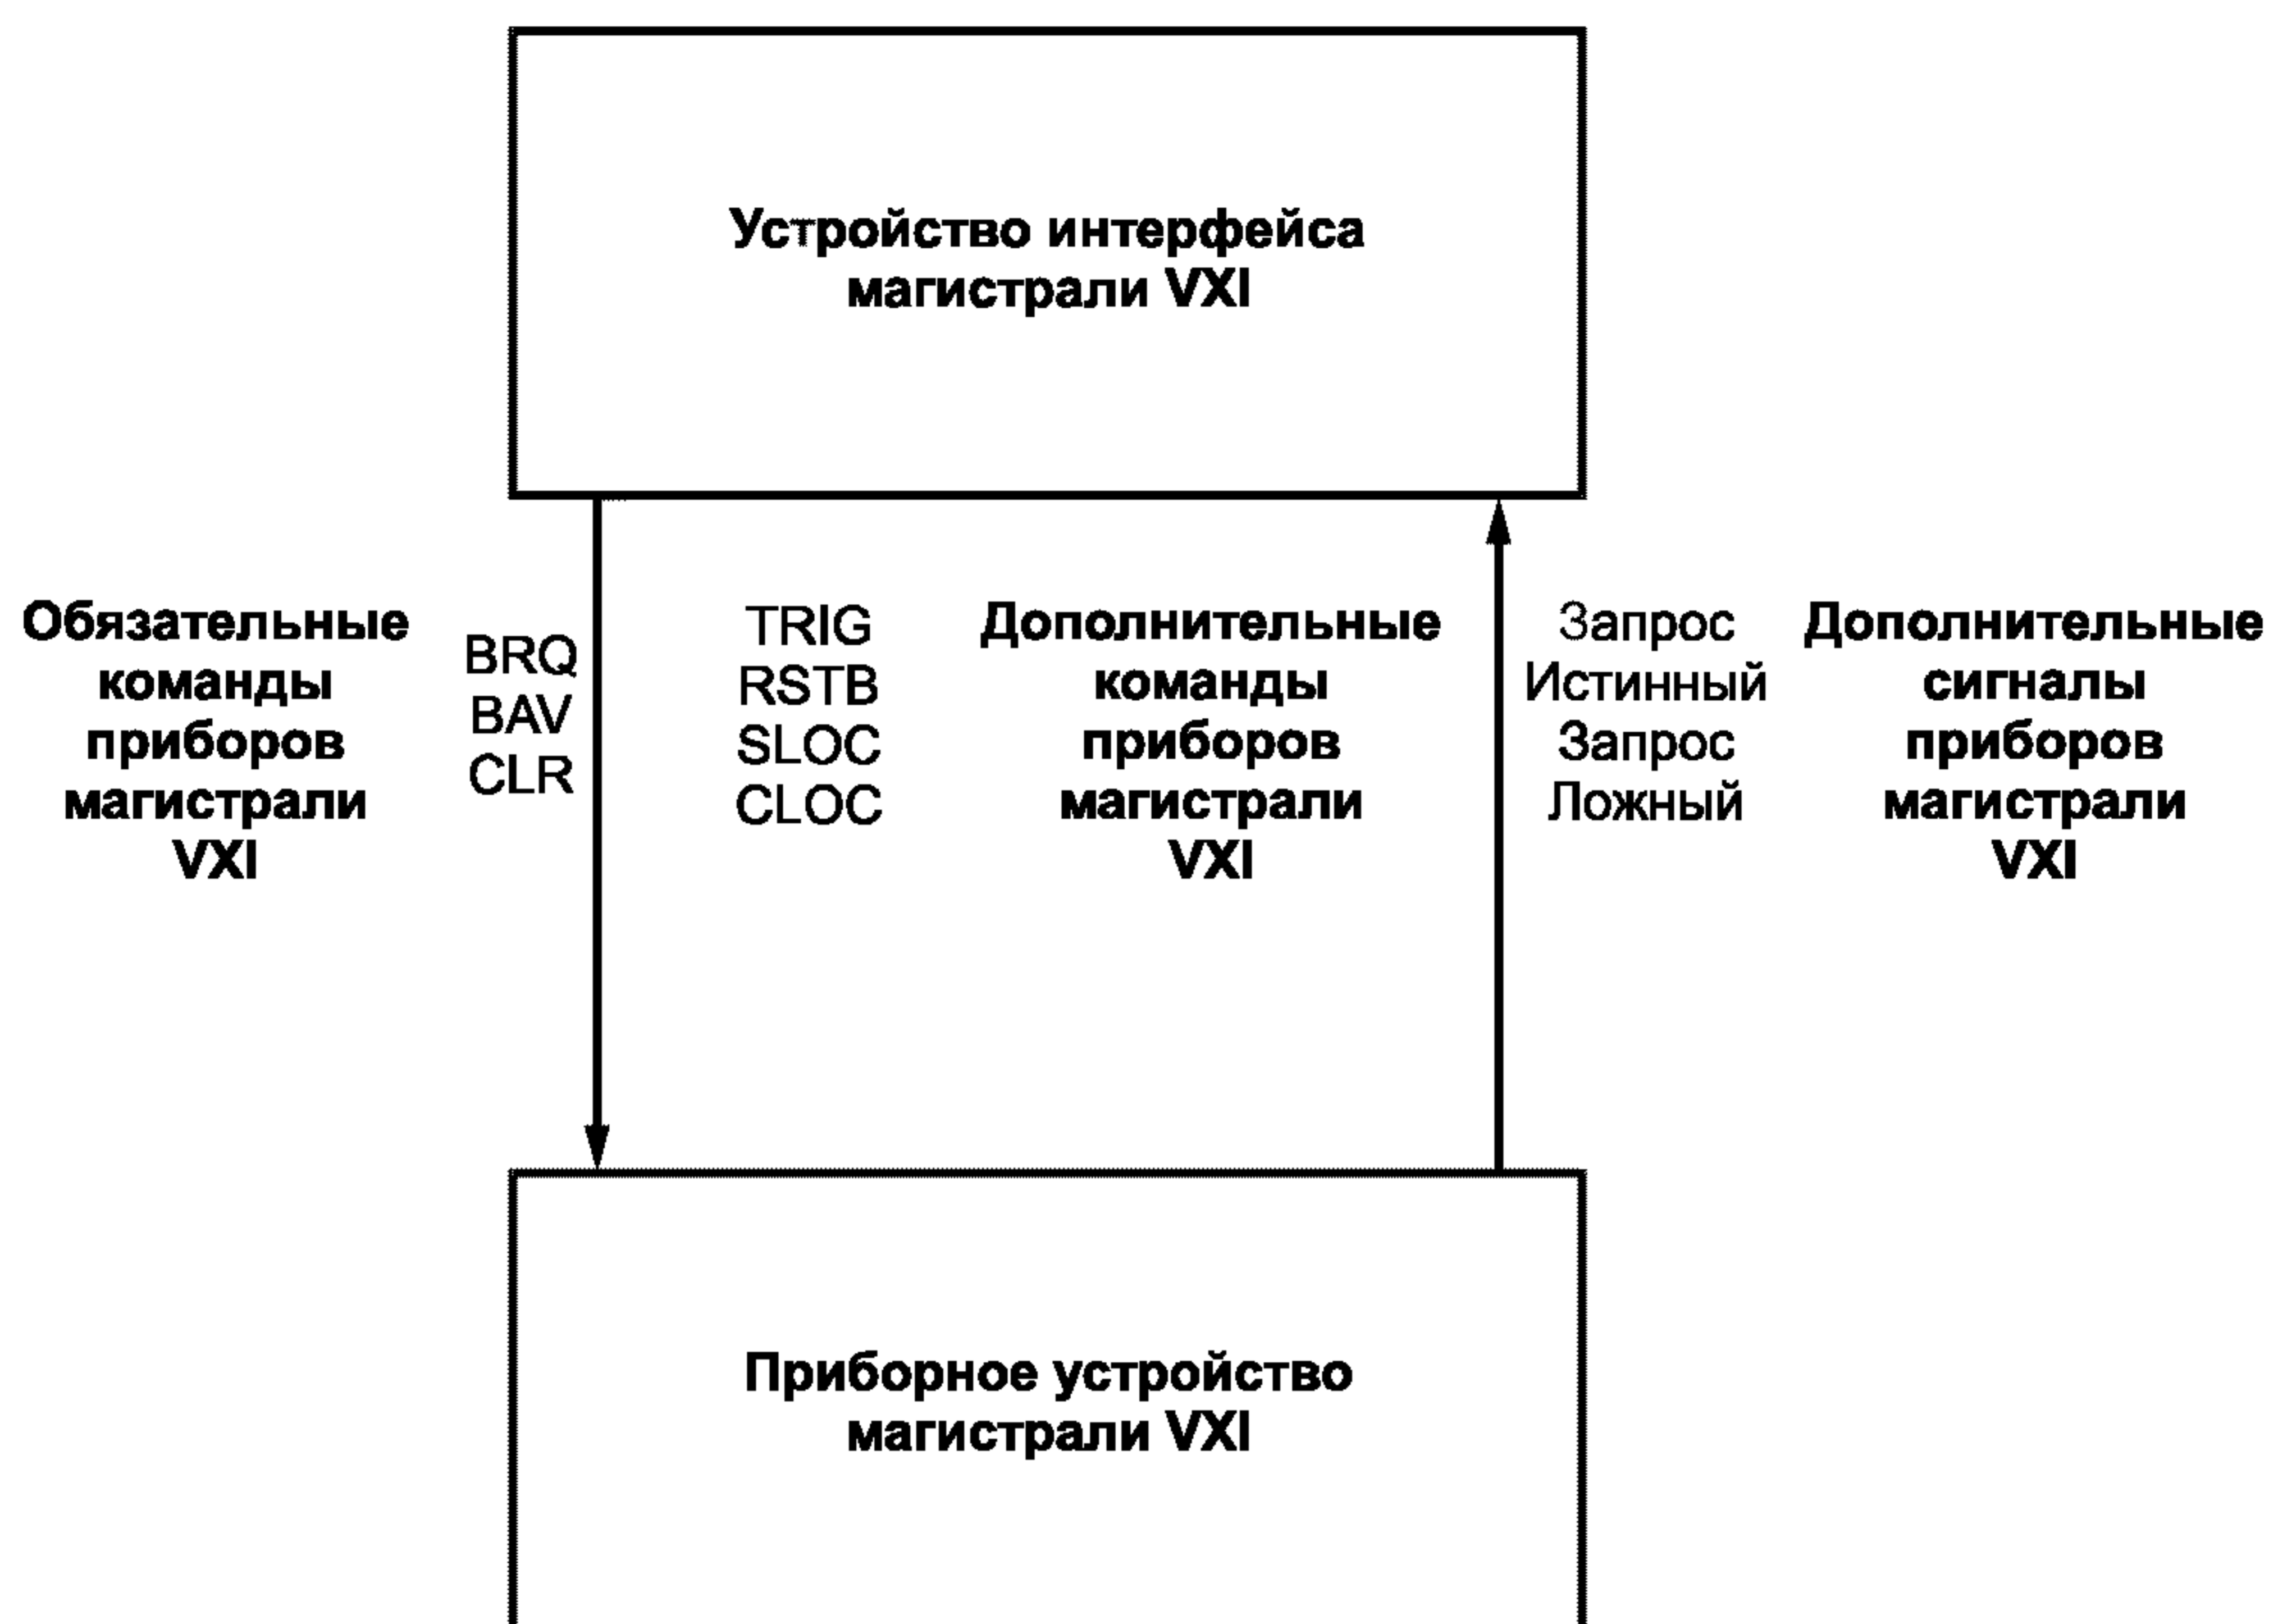 Устройство интерфейса
магистрали VXI
Обязательные
команды
приборов
магистрали
VXI
BRQ
BAV
CLR
TRIG
RSTB
SLOC
CLOC
Дополнительные
команды
приборов
магистрали
VXI
Запрос
Истинный
Запрос
Ложный
Дополнительные
сигналы
приборов
магистрали
VXI
Приборное устройство
магистрали VXI